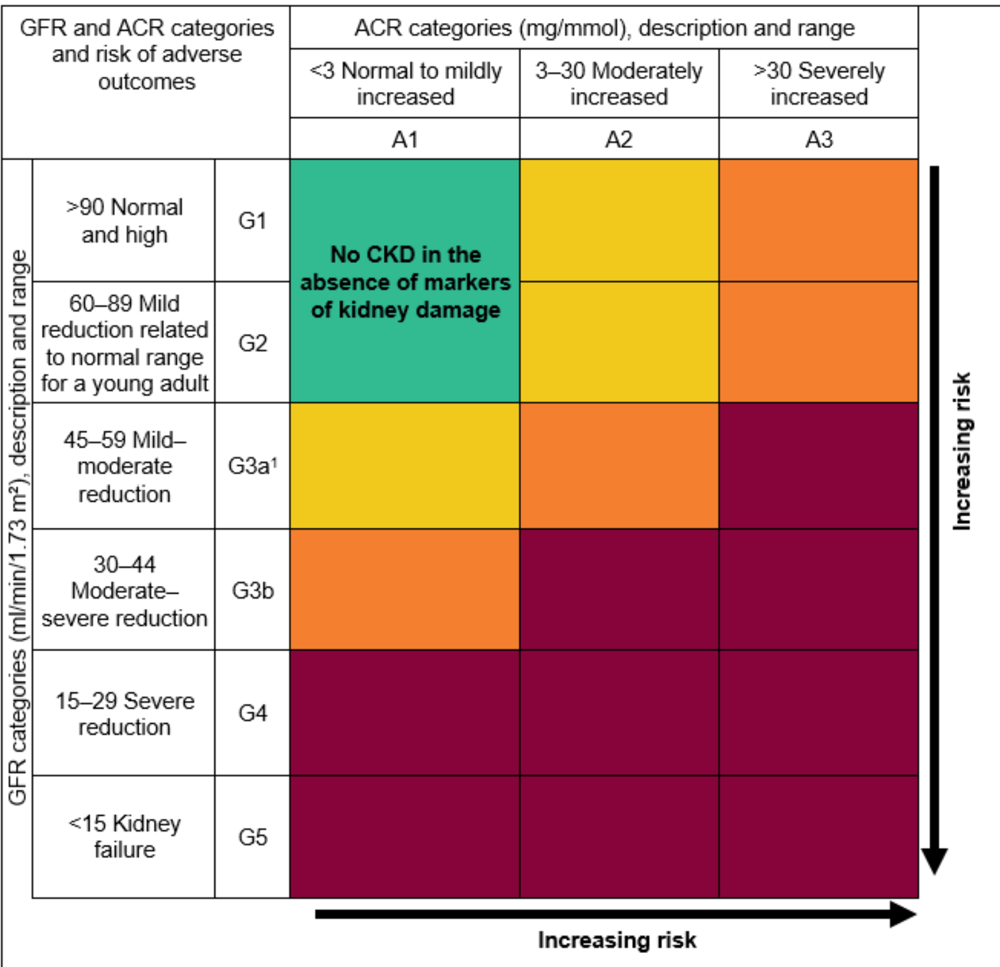 GFR and ACR categories
and risk of adverse
outcomes
ACR categories (mg/mmol), description and range
<3 Normal to mildly
increased
3–30 Moderately
increased
>30 Severely
increased
A1
A2
A3
GFR categories (ml/min/1.73 m²), description and range
>90 Normal
and high
G1
No CKD in the
absence of markers
of kidney damage
60–89 Mild
reduction related
to normal range
for a young adult
G2
45–59 Mild–
moderate
reduction
G3a¹
30–44
Moderate–
severe reduction
G3b
15–29 Severe
reduction
G4
<15 Kidney
failure
G5
Increasing risk
Increasing risk